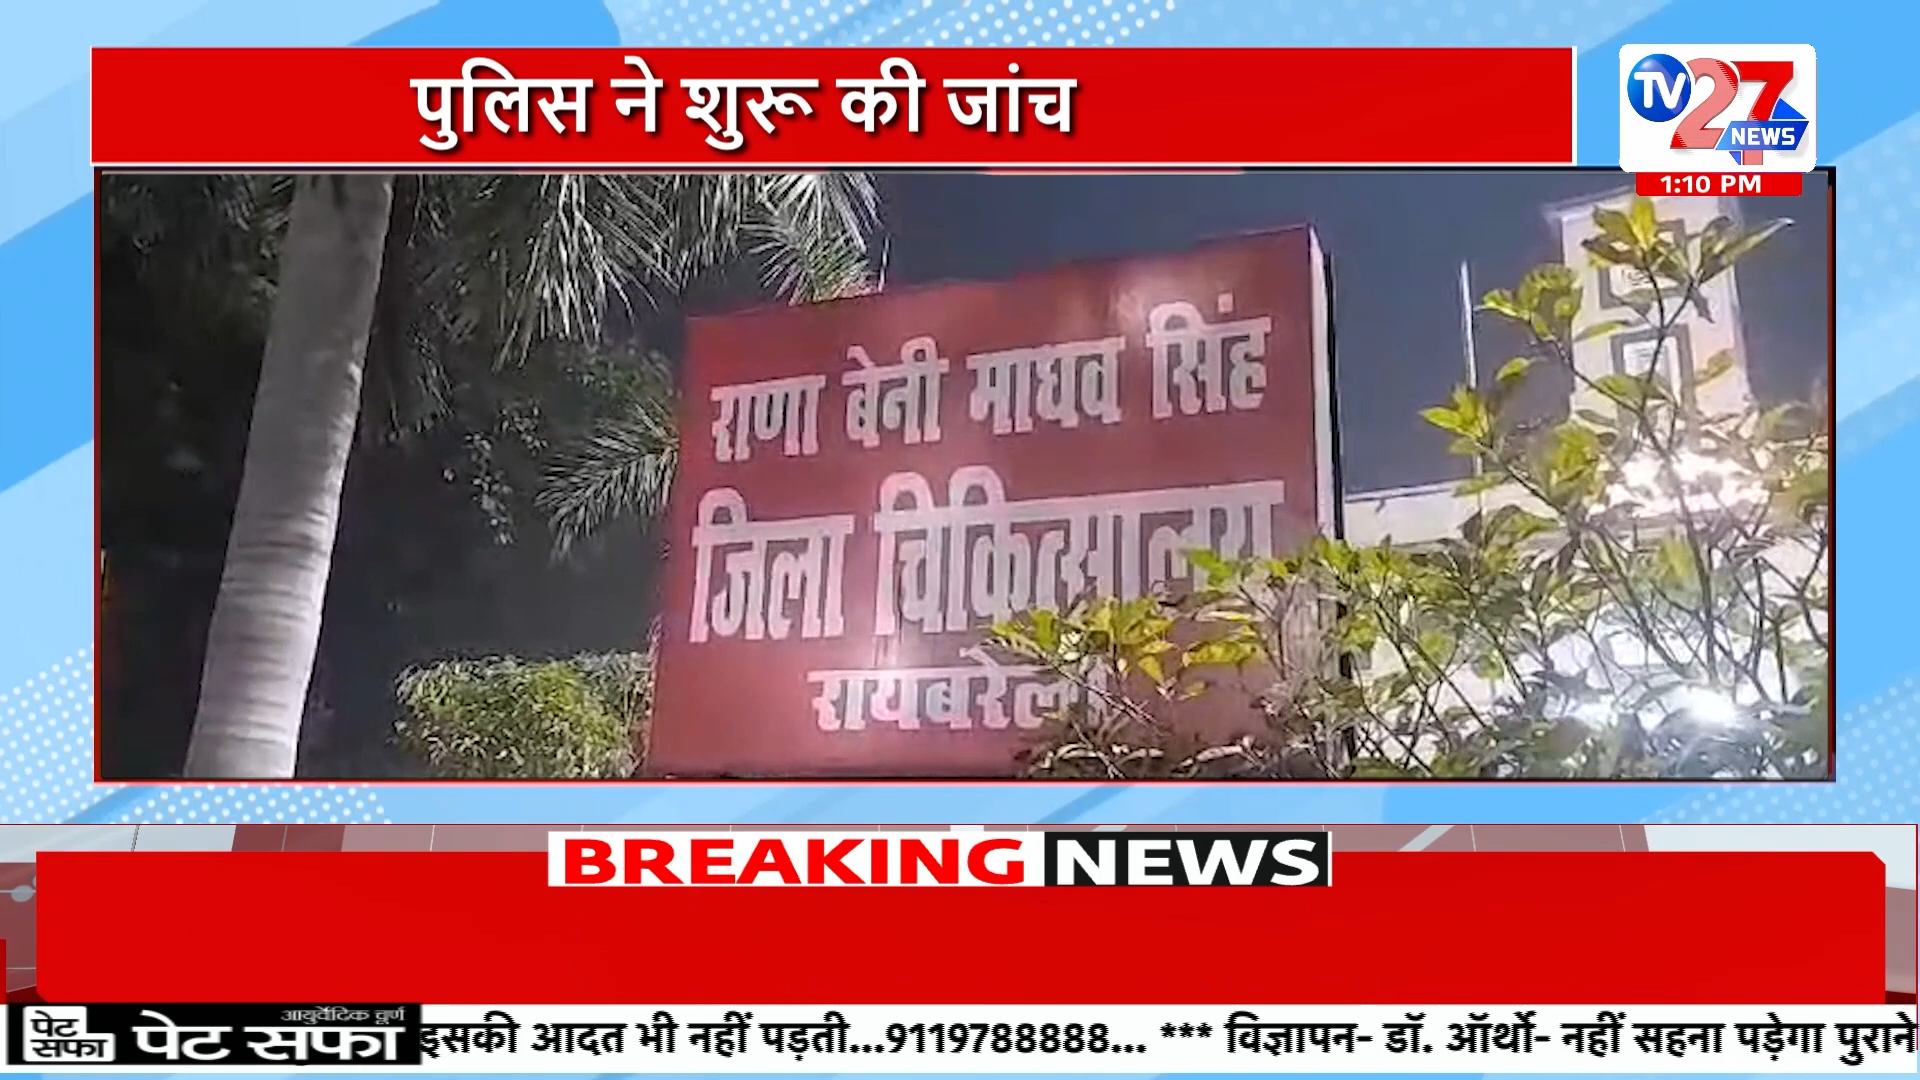 पुलिस ने शुरू की जांच
TV 27 NEWS
1:10 PM
राणा बेनी माधव सिंह
जिला चिकित्सालय
रायबरेली
BREAKING NEWS
पेट सफा
आयुर्वेदिक चूर्ण
पेट सफा
इसकी आदत भी नहीं पड़ती...9119788888... *** विज्ञापन- डॉ. ऑर्थो- नहीं सहना पड़ेगा पुराने